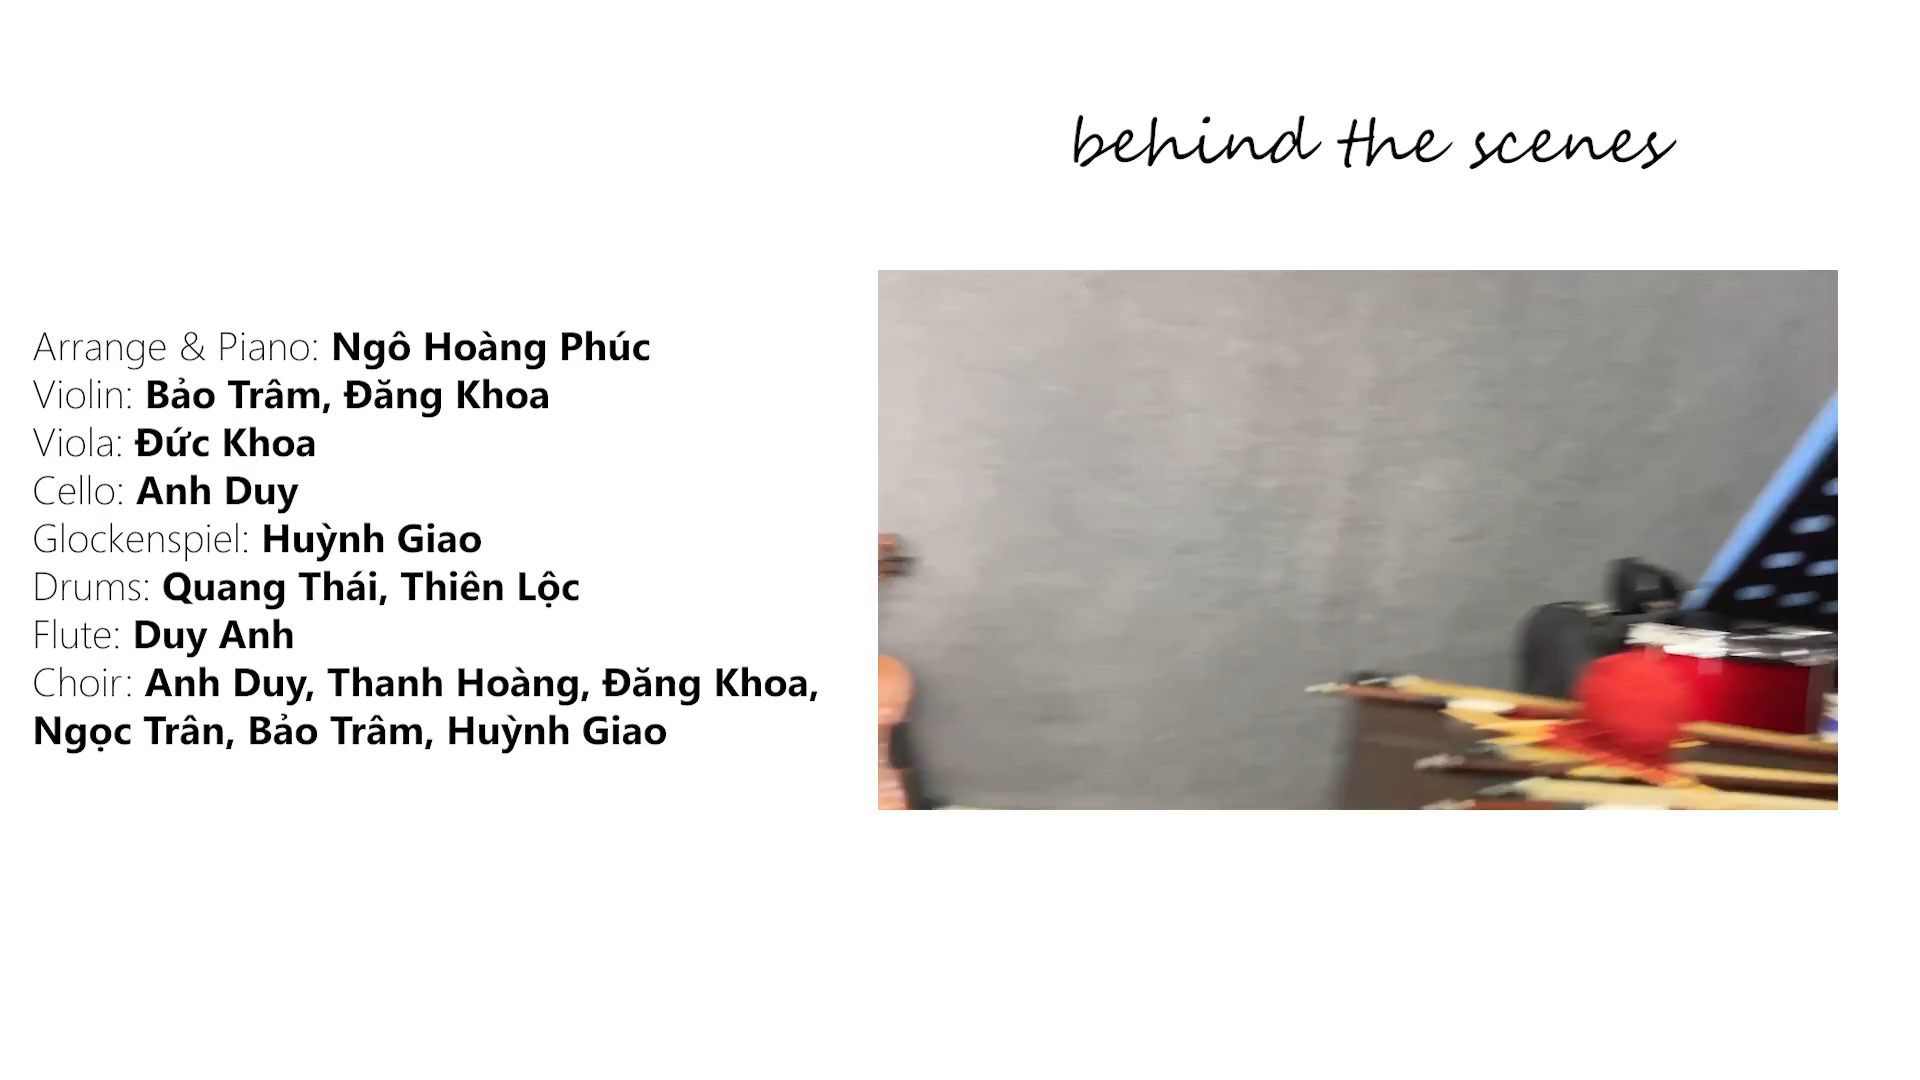 behind the scenes
Arrange & Piano: Ngô Hoàng Phúc
Violin: Bảo Trâm, Đăng Khoa
Viola: Đức Khoa
Cello: Anh Duy
Glockenspiel: Huỳnh Giao
Drums: Quang Thái, Thiên Lộc
Flute: Duy Anh
Choir: Anh Duy, Thanh Hoàng, Đăng Khoa,
Ngọc Trân, Bảo Trâm, Huỳnh Giao